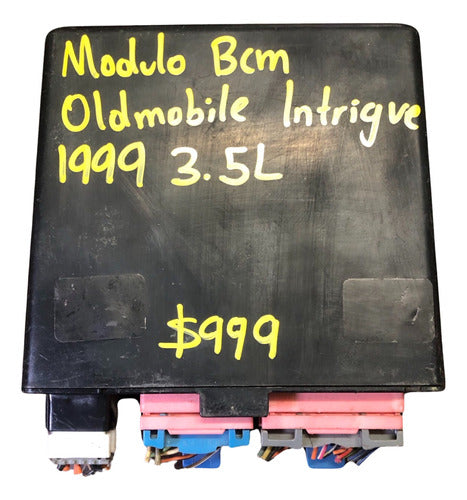 Modulo Bcm
Oldmobile Intrigue
1999 3.5L
$999